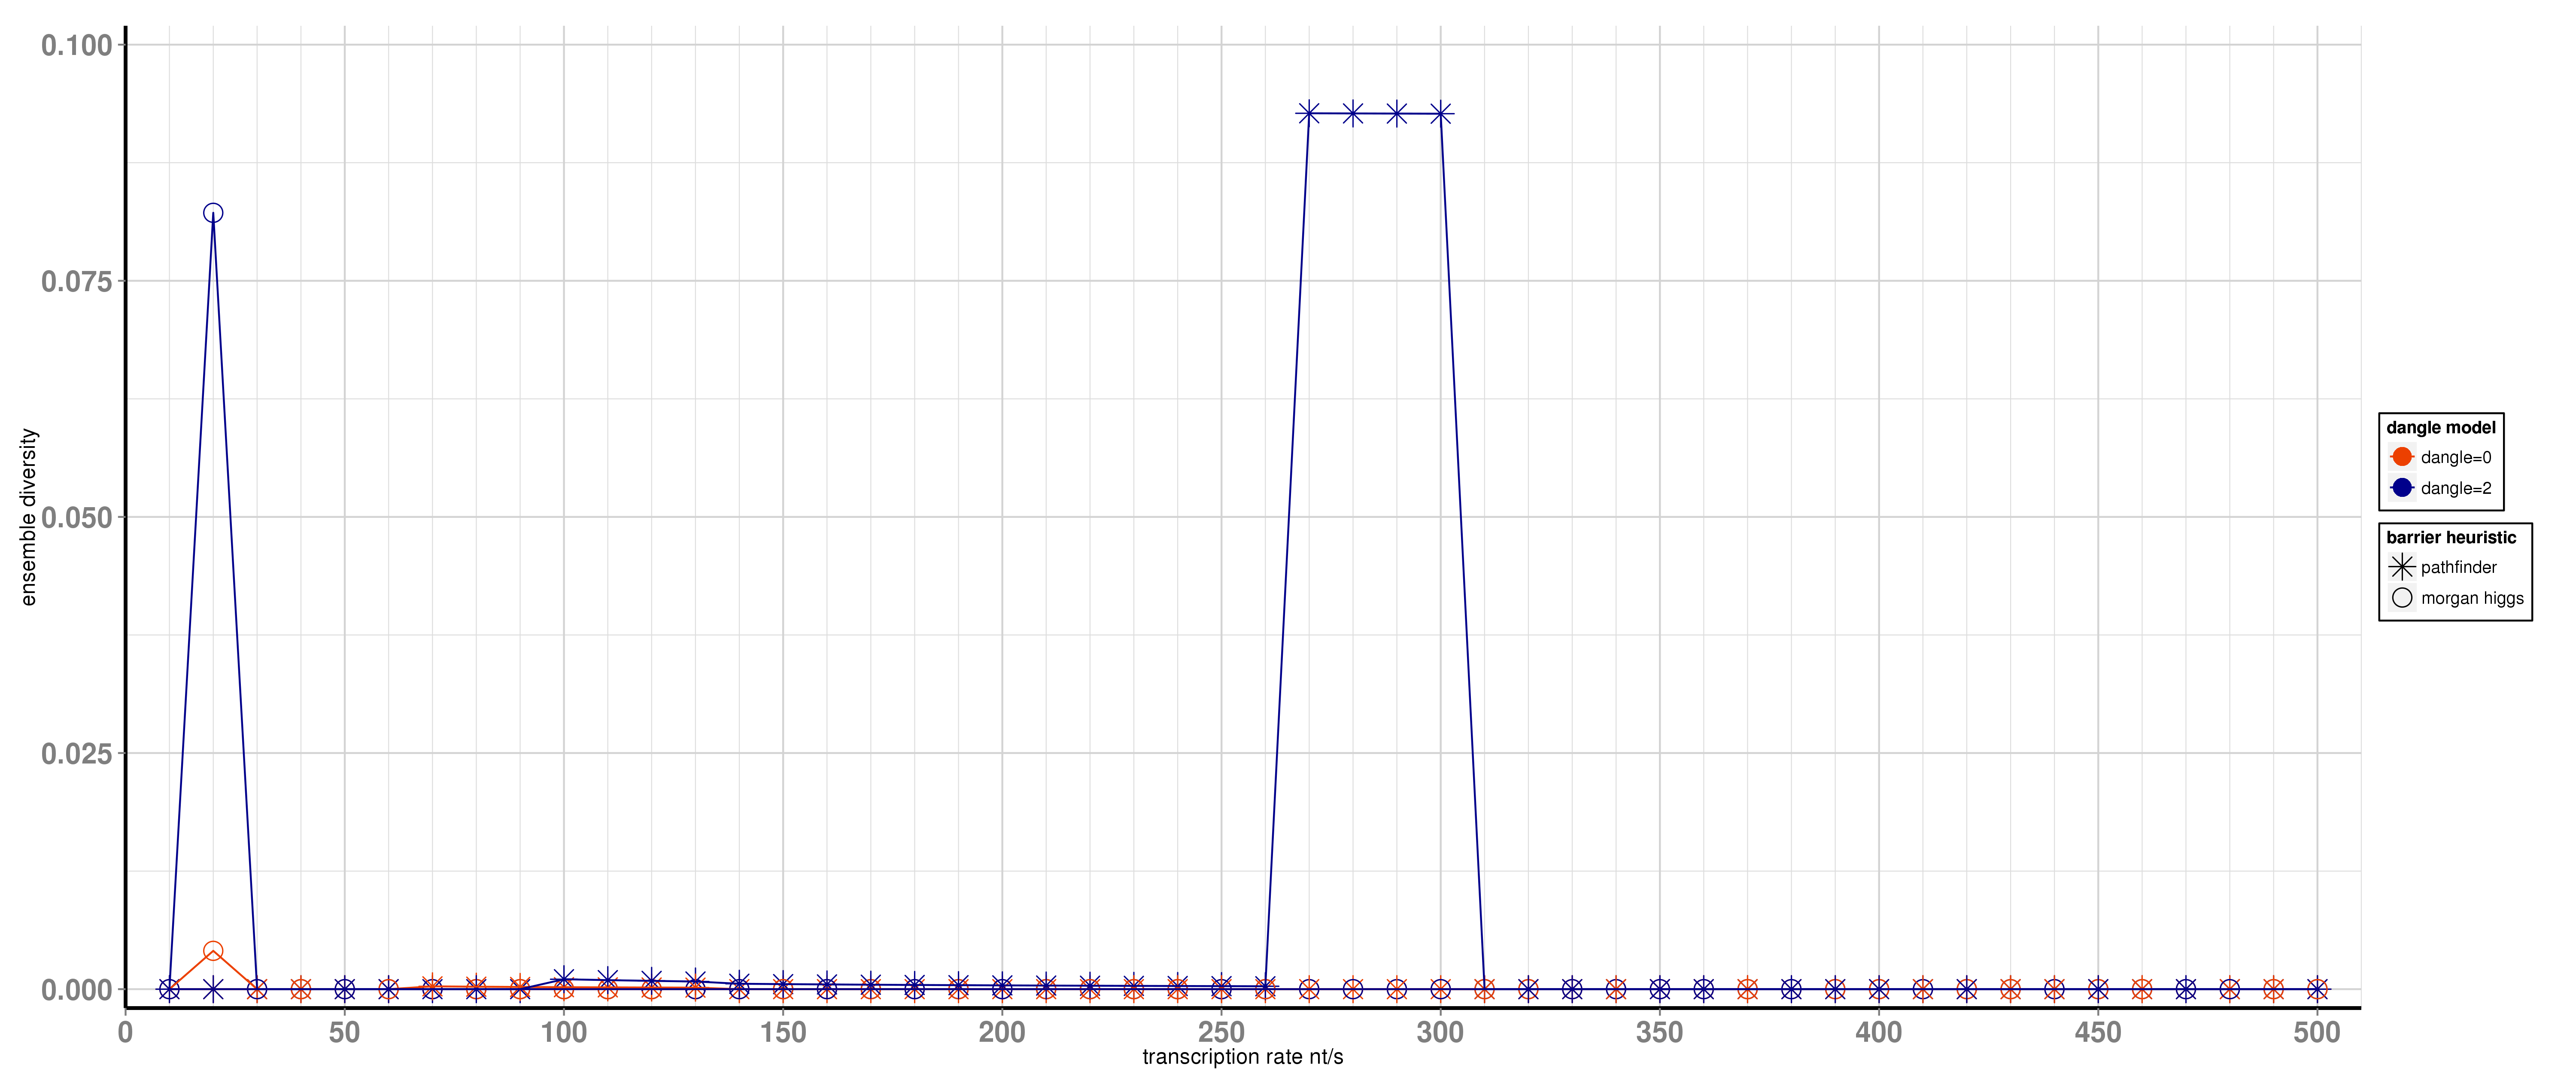 0.100
0.075
0.050
0.025
0.000
ensemble diversity
0 50 100 150 200 250 300 350 400 450 500
transcription rate nt/s
dangle model
dangle=0
dangle=2
barrier heuristic
pathfinder
morgan higgs